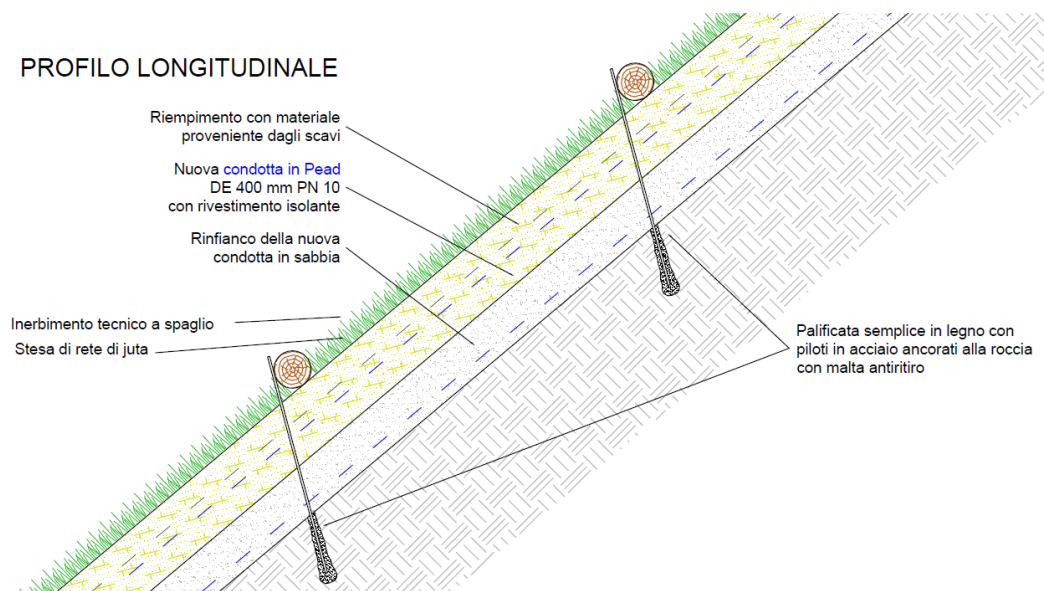 PROFILO LONGITUDINALE
Riempimento con materiale
proveniente dagli scavi
Nuova condotta in Pead
DE 400 mm PN 10
con rivestimento isolante
Rinfianco della nuova
condotta in sabbia
Inerbimento tecnico a spaglio
Stesa di rete di juta
Palificata semplice in legno con
piloti in acciaio ancorati alla roccia
con malta antiritiro